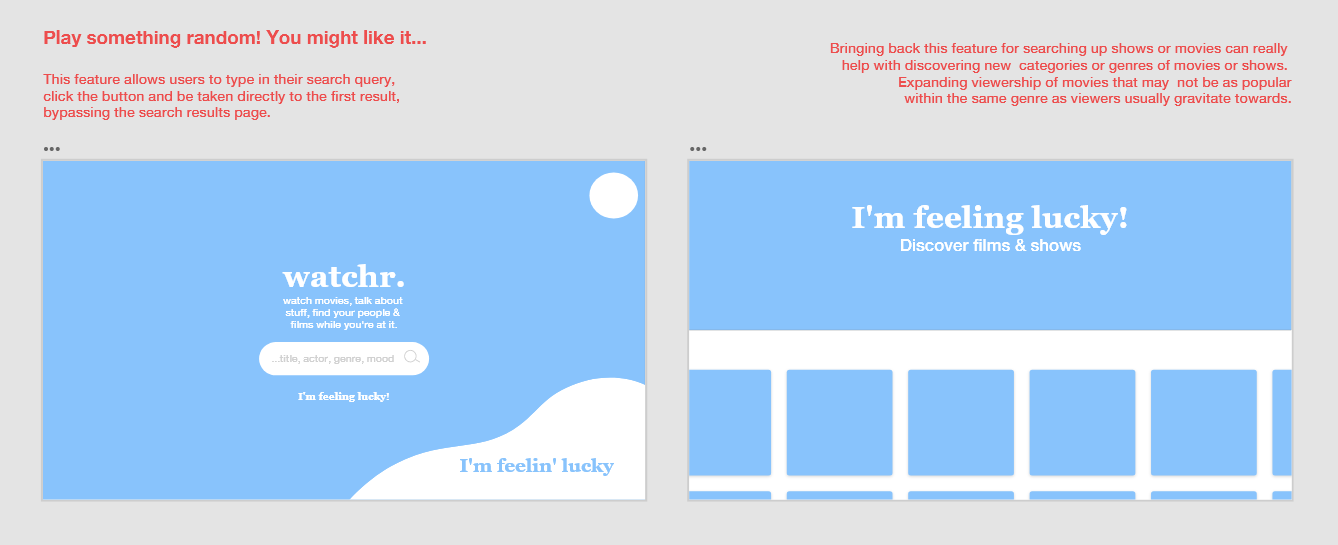 Play something random! You might like it...
This feature allows users to type in their search query,
click the button and be taken directly to the first result,
bypassing the search results page.
Bringing back this feature for searching up shows or movies can really
help with discovering new categories or genres of movies or shows.
Expanding viewership of movies that may not be as popular
within the same genre as viewers usually gravitate towards.
watchr.
watch movies, talk about
stuff, find your people &
films while you're at it.
...title, actor, genre, mood
I'm feeling lucky!
I'm feelin' lucky
I'm feeling lucky!
Discover films & shows